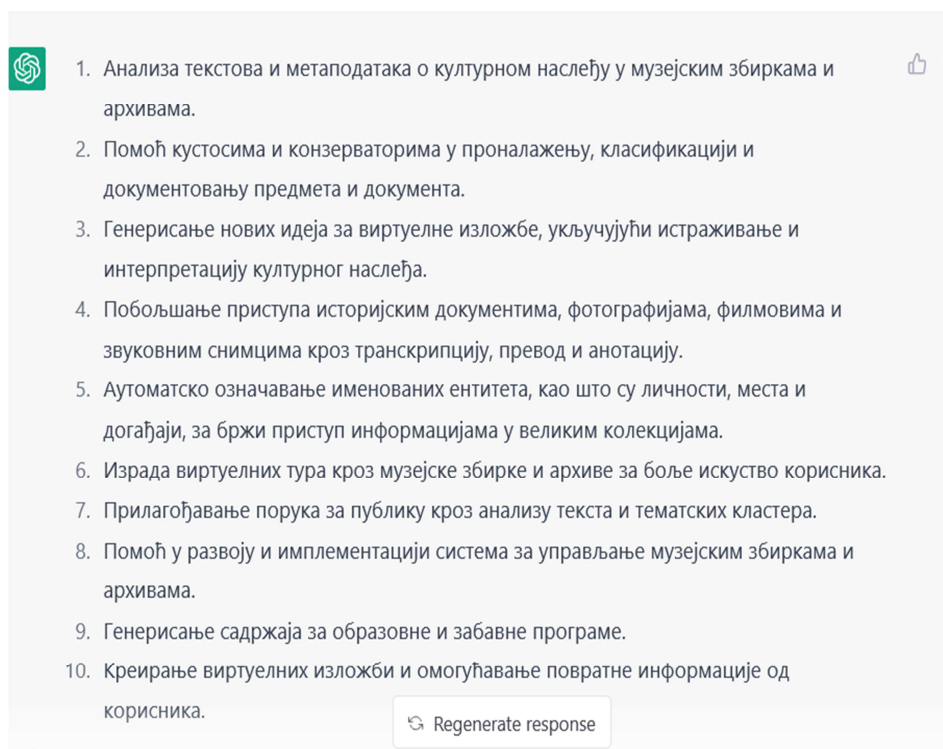 1. Анализа текстова и метаподатака о културном наслеђу у музејским збиркама и
архивама.
2. Помоћ кустосима и конзерваторима у проналажењу, класификацији и
документовању предмета и документа.
3. Генерисање нових идеја за виртуелне изложбе, укључујући истраживање и
интерпретацију културног наслеђа.
4. Побољшање приступа историјским документима, фотографијама, филмовима и
звуковним снимцима кроз транскрипцију, превод и анотацију.
5. Аутоматско означавање именованих ентитета, као што су личности, места и
догађаји, за бржи приступ информацијама у великим колекцијама.
6. Израда виртуелних тура кроз музејске збирке и архиве за боље искуство корисника.
7. Прилагођавање порука за публику кроз анализу текста и тематских кластера.
8. Помоћ у развоју и имплементацији система за управљање музејским збиркама и
архивама.
9. Генерисање садржаја за образовне и забавне програме.
10. Креирање виртуелних изложби и омогућавање повратне информације од
корисника.
Regenerate response